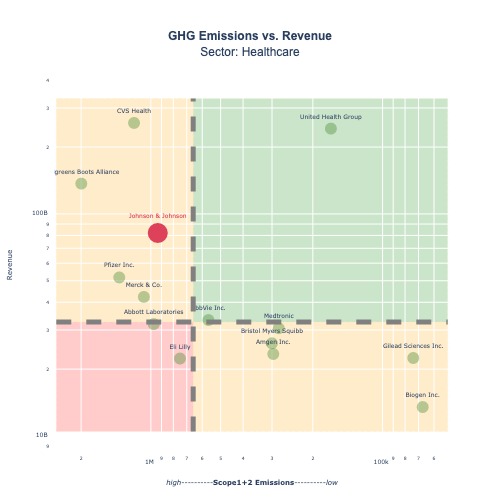 GHG Emissions vs. Revenue
Sector: Healthcare
4
3
CVS Health
United Health Group
2
greens Boots Alliance
100B
Johnson & Johnson
9
8
7
6
Pfizer Inc.
5
Merck & Co.
4
Abbott Laboratories
bbVie Inc.
Medtronic
3
Bristol Myers Squibb
Amgen Inc.
Eli Lilly
Gilead Sciences Inc.
2
Biogen Inc.
10B
9
Revenue
2 1M 9 8 7 6 5 4 3 2 100k 9 8 7 6
high----------Scope1+2 Emissions----------low